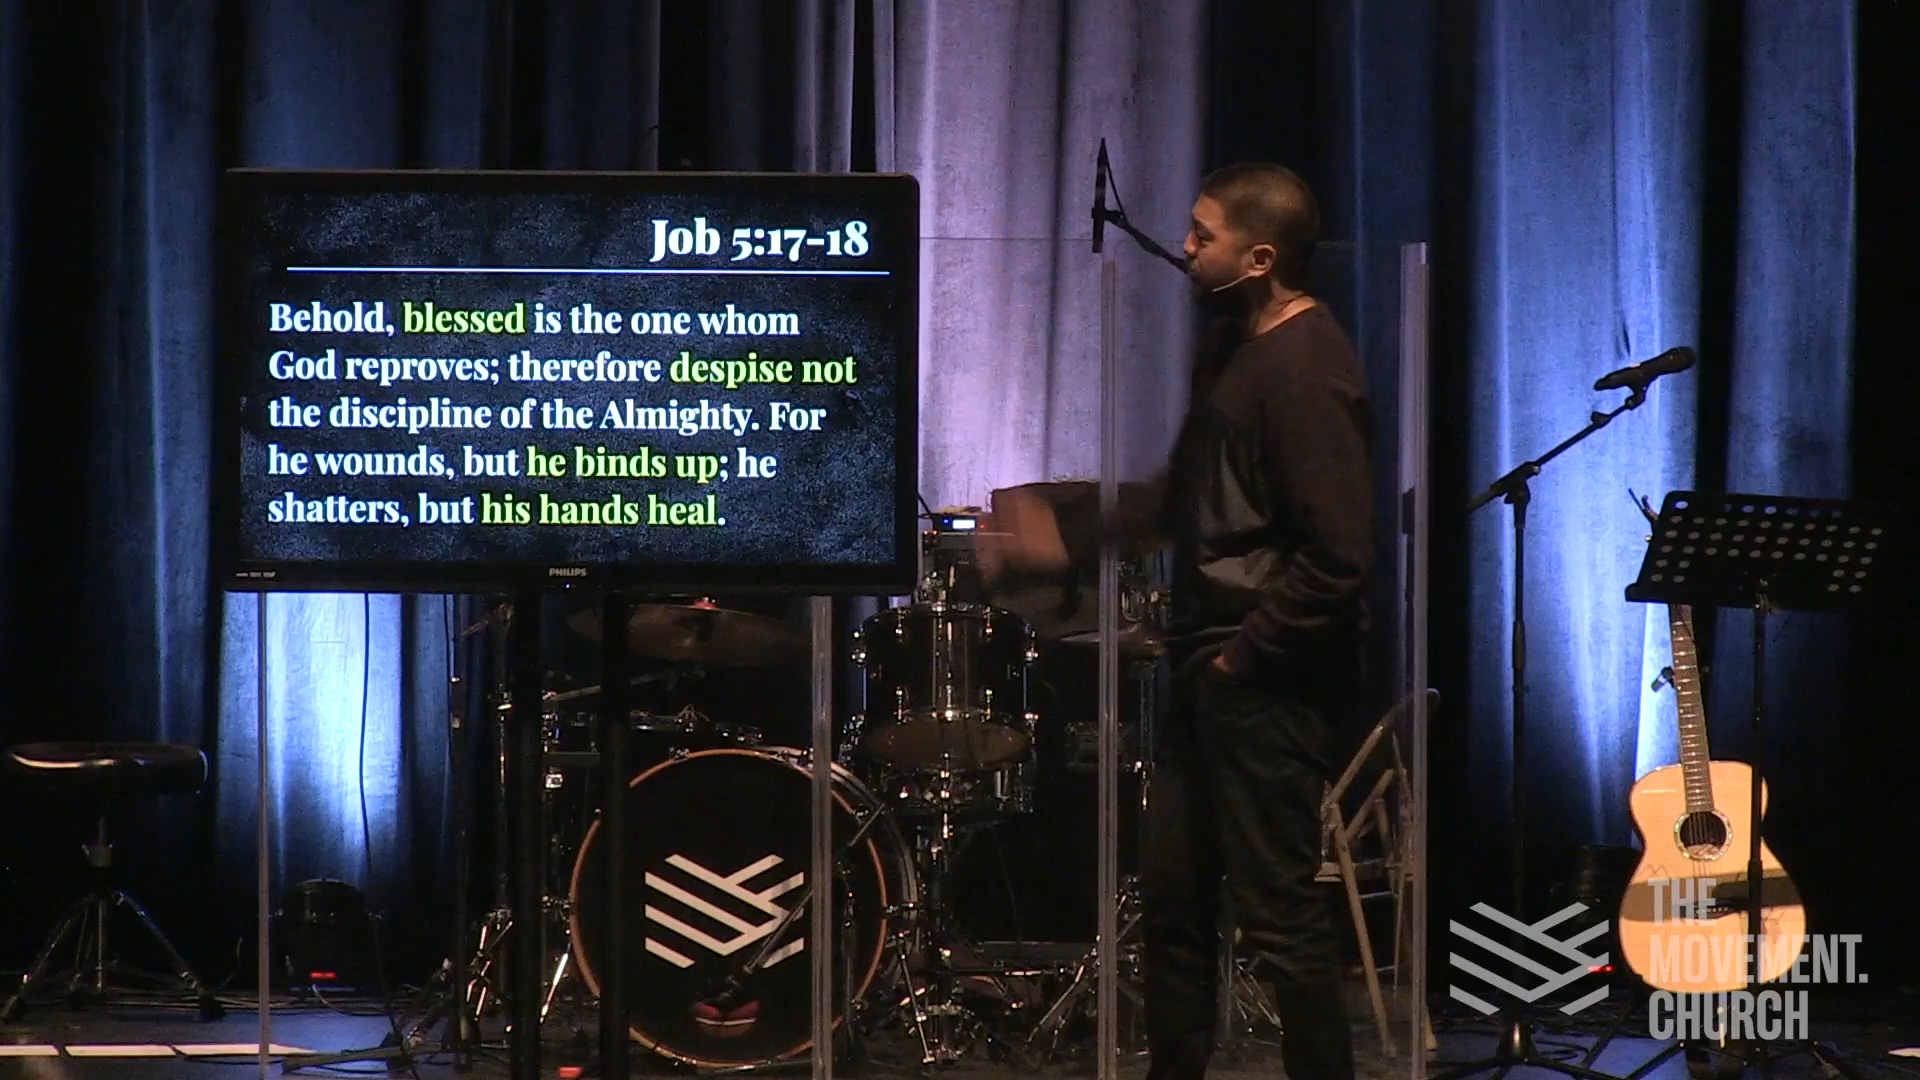 Job 5:17-18
Behold, blessed is the one whom
God reproves; therefore despise not
the discipline of the Almighty. For
he wounds, but he binds up; he
shatters, but his hands heal.
PHILIPS
THE
MOVEMENT.
CHURCH